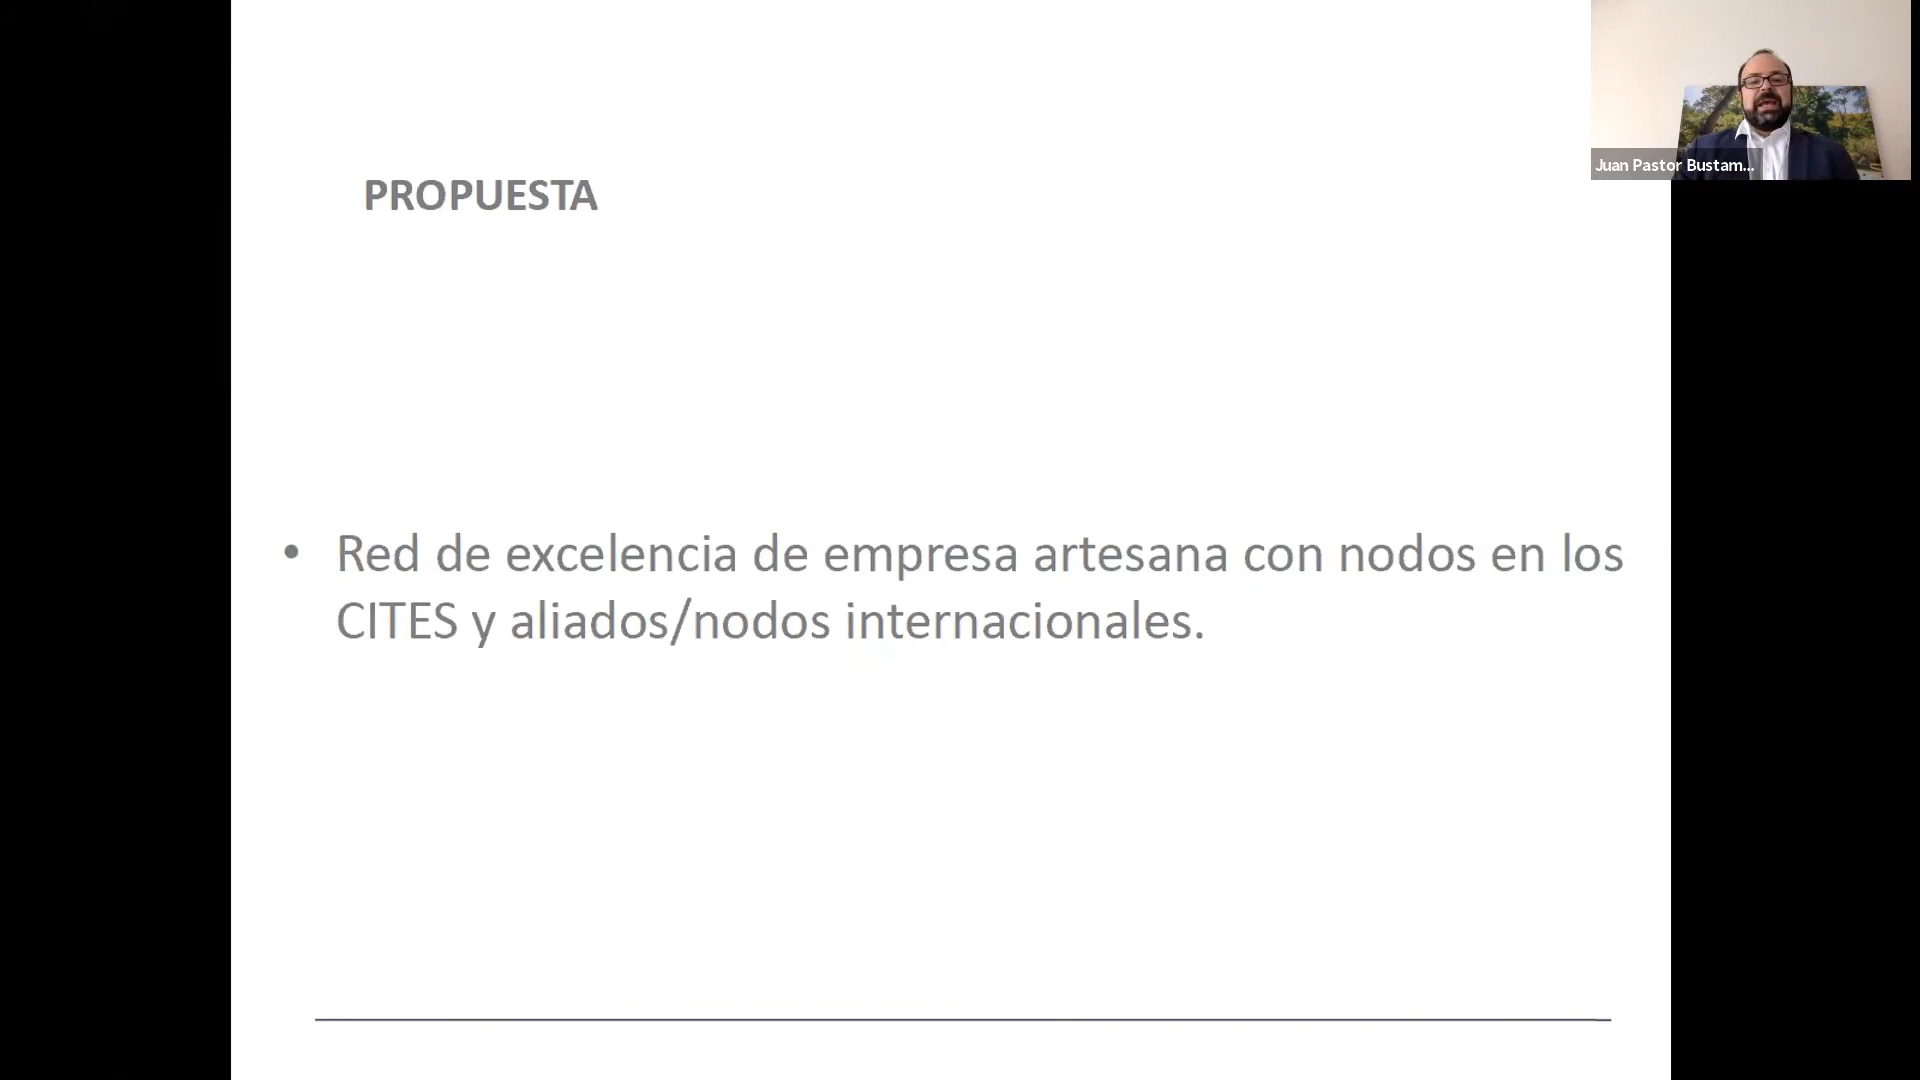 Juan Pastor Bustam...
PROPUESTA
• Red de excelencia de empresa artesana con nodos en los
CITES y aliados/nodos internacionales.